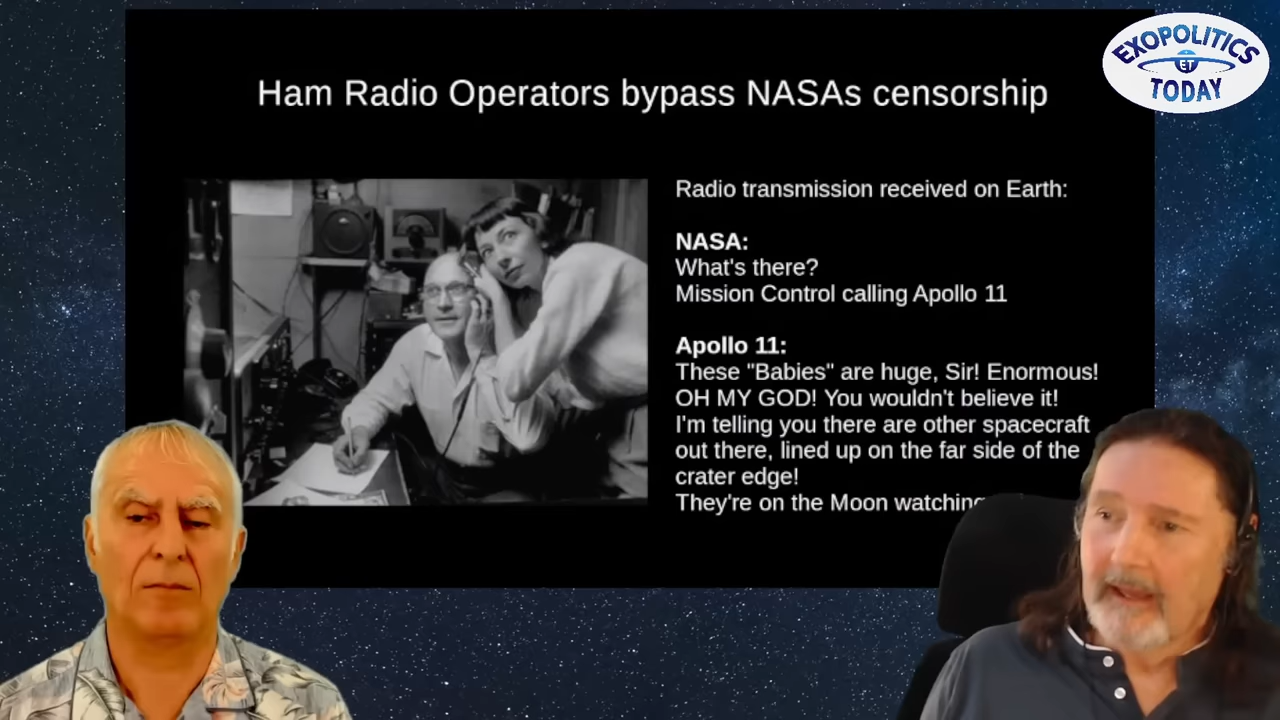 EXOPOLITICS
ET
TODAY
Ham Radio Operators bypass NASAs censorship
Radio transmission received on Earth:
NASA:
What's there?
Mission Control calling Apollo 11
Apollo 11:
These "Babies" are huge, Sir! Enormous!
OH MY GOD! You wouldn't believe it!
I'm telling you there are other spacecraft
out there, lined up on the far side of the
crater edge!
They're on the Moon watching